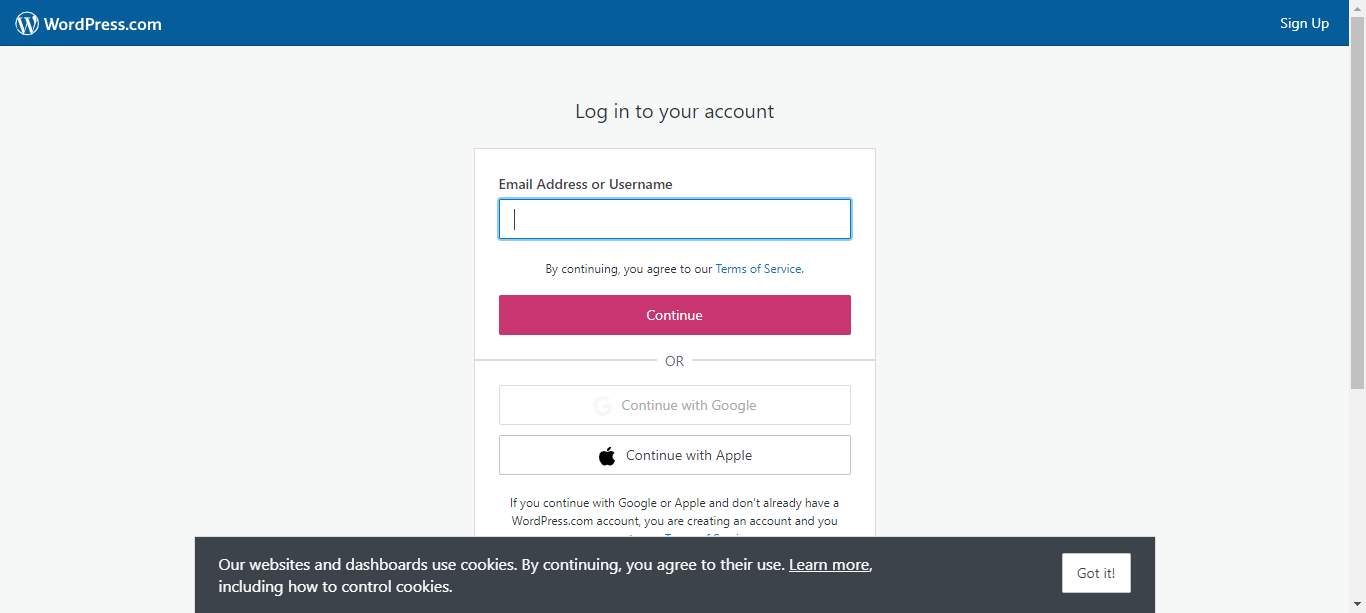 WordPress.com
Sign Up
Log in to your account
Email Address or Username
By continuing, you agree to our Terms of Service.
Continue
OR
Continue with Google
Continue with Apple
If you continue with Google or Apple and don't already have a
WordPress.com account, you are creating an account and you
Our websites and dashboards use cookies. By continuing, you agree to their use. Learn more,
including how to control cookies.
Got it!